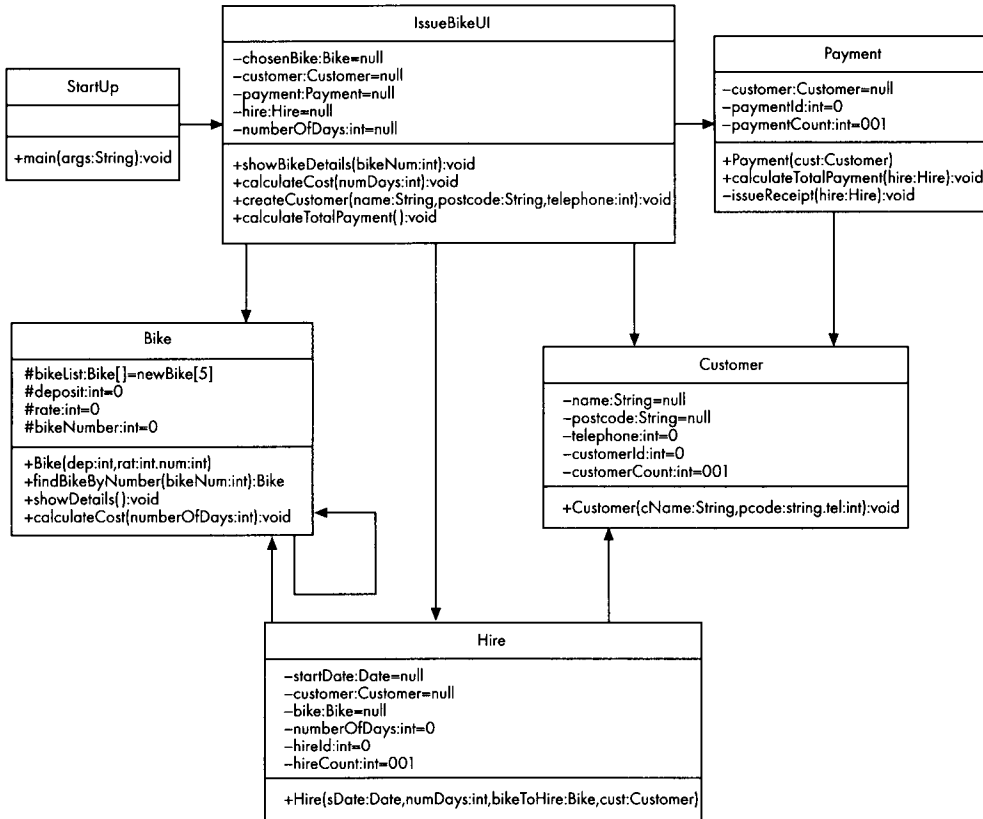 StartUp
+main(args:String):void
IssueBikeUI
–chosenBike:Bike=null
–customer:Customer=null
–payment:Payment=null
–hire:Hire=null
–numberOfDays:int=null
+showBikeDetails(bikeNum:int):void
+calculateCost(numDays:int):void
+createCustomer(name:String,postcode:String,telephone:int):void
+calculateTotalPayment():void
Payment
–customer:Customer=null
–paymentId:int=0
–paymentCount:int=001
+Payment(cust:Customer)
+calculateTotalPayment(hire:Hire):void
–issueReceipt(hire:Hire):void
Bike
#bikeList:Bike[]=newBike[5]
#deposit:int=0
#rate:int=0
#bikeNumber:int=0
+Bike(dep:int,rat:int.num:int)
+findBikeByNumber(bikeNum:int):Bike
+showDetails():void
+calculateCost(numberOfDays:int):void
Customer
–name:String=null
–postcode:String=null
–telephone:int=0
–customerId:int=0
–customerCount:int=001
+Customer(cName:String,pcode:string.tel:int):void
Hire
–startDate:Date=null
–customer:Customer=null
–bike:Bike=null
–numberOfDays:int=0
–hireId:int=0
–hireCount:int=001
+Hire(sDate:Date,numDays:int,bikeToHire:Bike,cust:Customer)